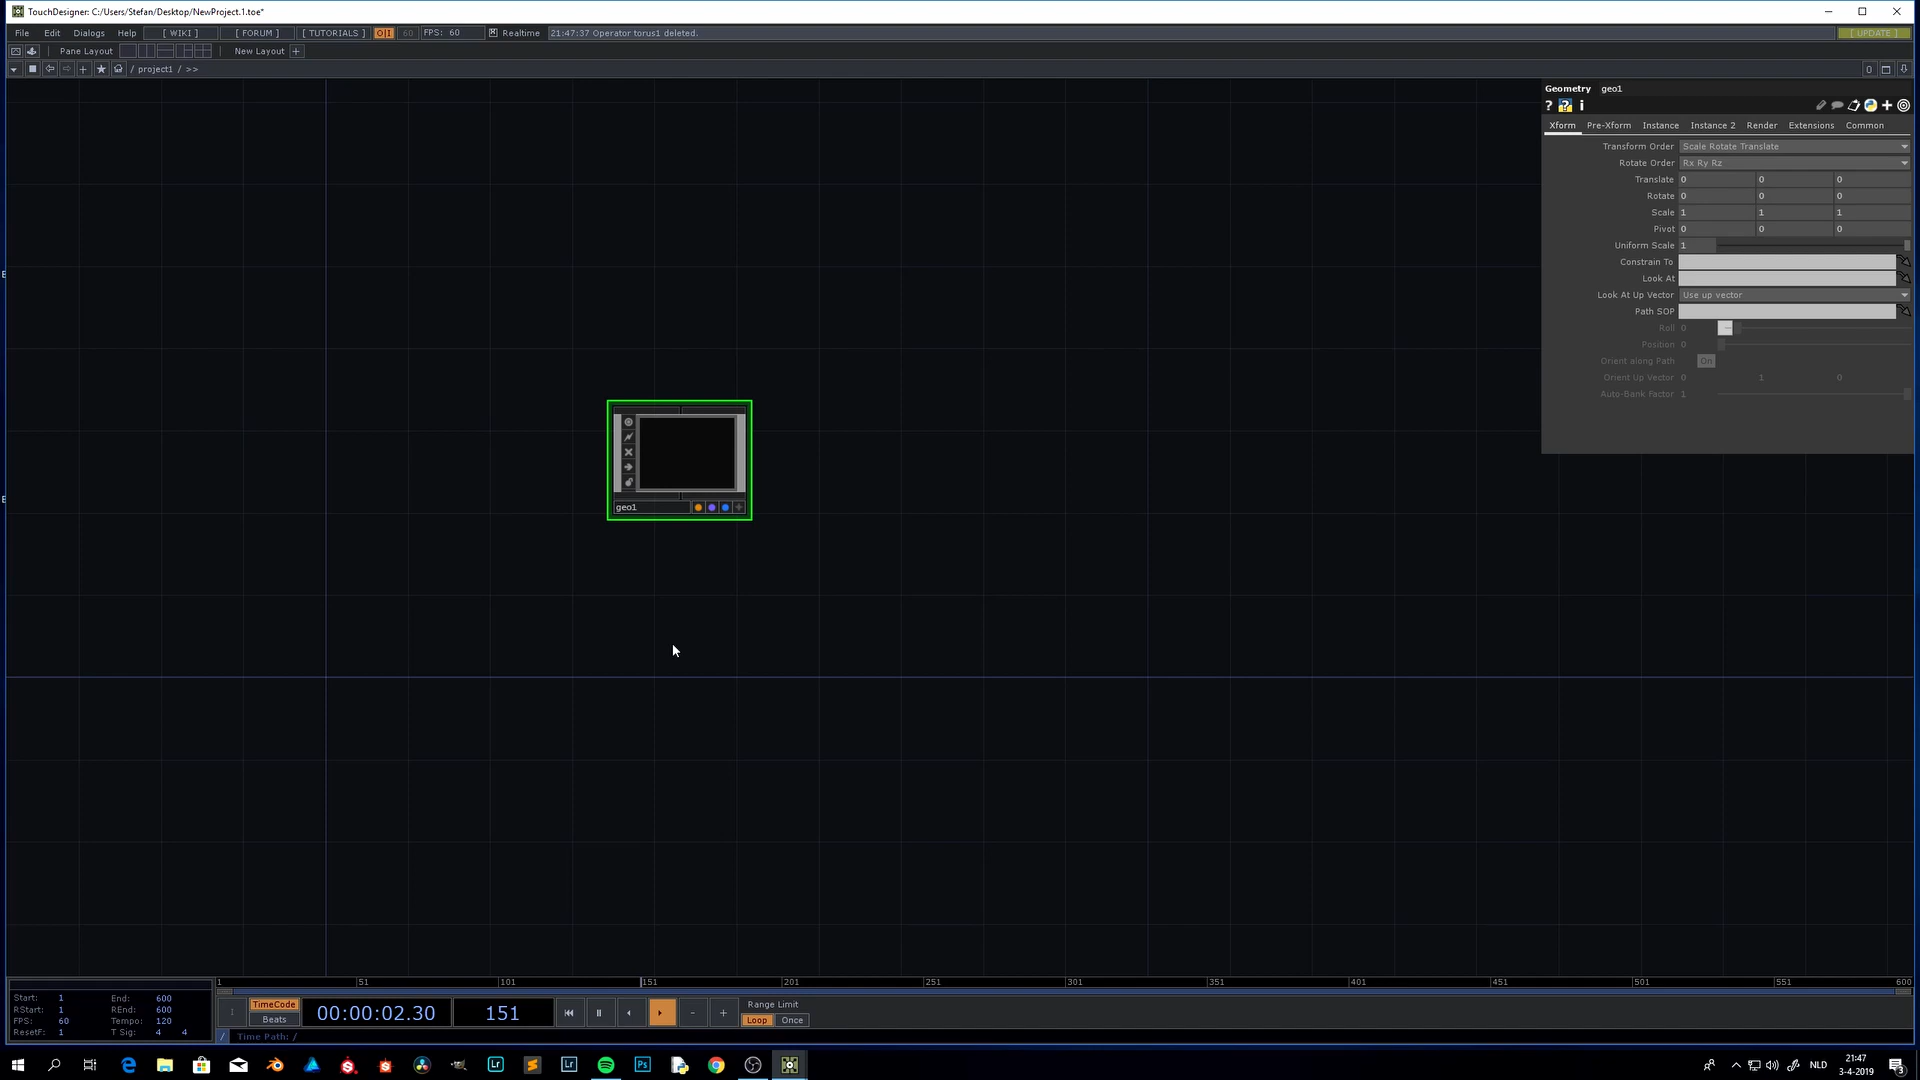 TouchDesigner: C:/Users/Stefan/Desktop/NewProject.1.toe*
File Edit Dialogs Help [ WIKI ] [ FORUM ] [ TUTORIALS ] O|I 60 FPS: 60 Realtime 21:47:37 Operator torus1 deleted. [ UPDATE ]
Pane Layout New Layout +
/ project1 / >> 0
Geometry geo1
? ? i
Xform Pre-Xform Instance Instance 2 Render Extensions Common
Transform Order Scale Rotate Translate
Rotate Order Rx Ry Rz
Translate 0 0 0
Rotate 0 0 0
Scale 1 1 1
Pivot 0 0 0
Uniform Scale 1
Constrain To
Look At
Look At Up Vector Use up vector
Path SOP
Roll 0
Position 0
Orient along Path On
Orient Up Vector 0 1 0
Auto-Bank Factor 1
geo1
1 51 101 151 201 251 301 351 401 451 501 551 600
Start: 1 End: 600
RStart: 1 REnd: 600
FPS: 60 Tempo: 120
ResetF: 1 T Sig: 4 4
TimeCode
Beats
00:00:02.30 151
- +
Range Limit
Loop Once
/ Time Path: /
Lr Lr Ps
NLD
21:47
3-4-2019
3